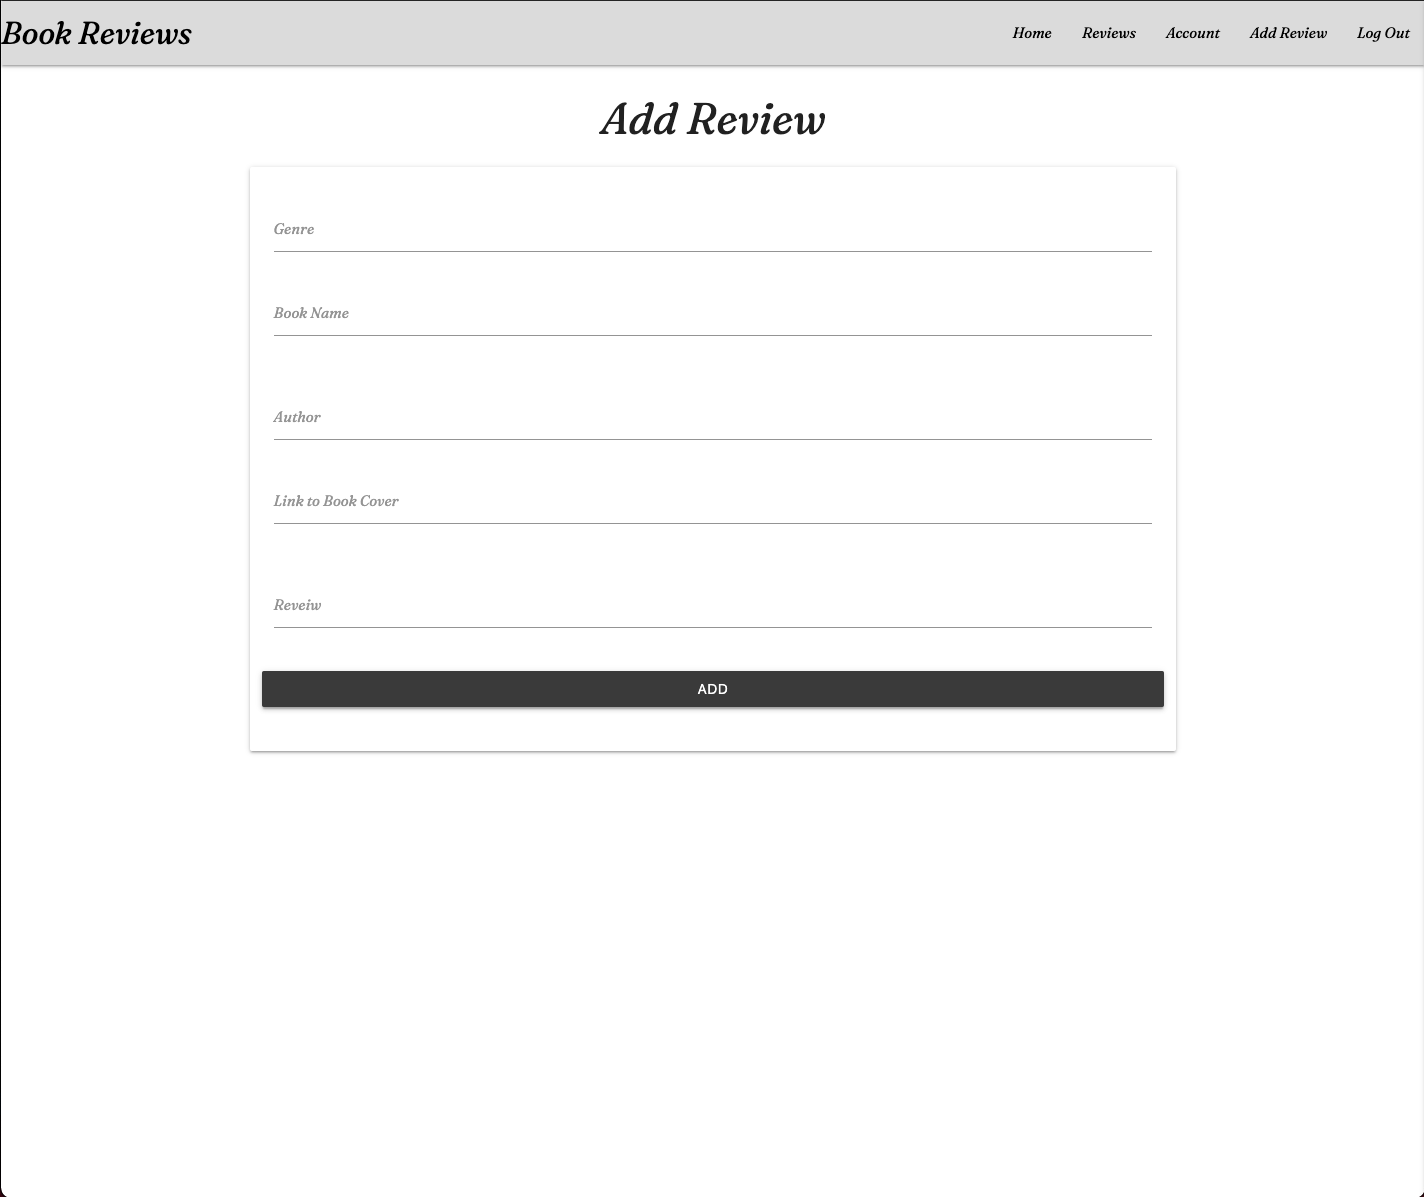 Book Reviews
Home Reviews Account Add Review Log Out
Add Review
Genre
Book Name
Author
Link to Book Cover
Reveiw
ADD